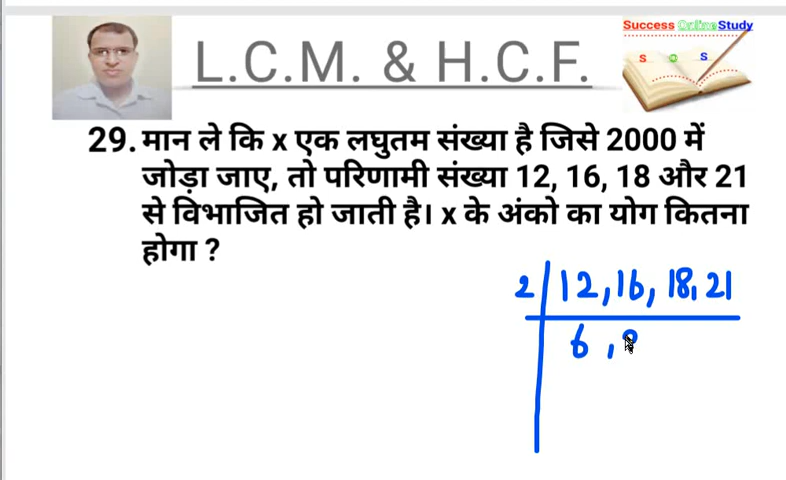 Success Online Study
S O S
L.C.M. & H.C.F.
29. मान ले कि x एक लघुतम संख्या है जिसे 2000 में
जोड़ा जाए, तो परिणामी संख्या 12, 16, 18 और 21
से विभाजित हो जाती है। x के अंको का योग कितना
होगा ?
2 12, 16, 18, 21
6 , 8